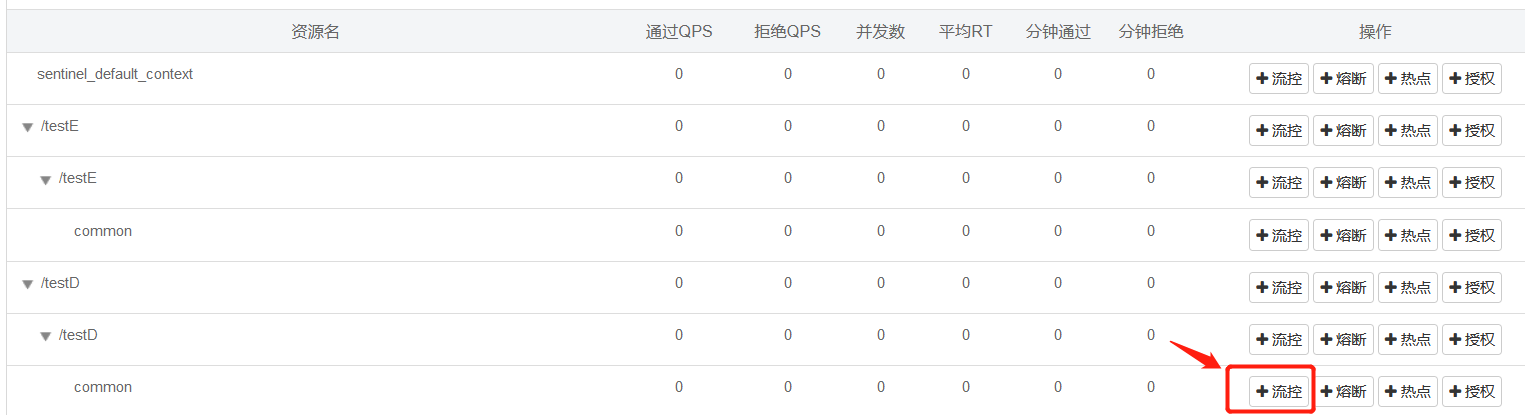 资源名 通过QPS 拒绝QPS 并发数 平均RT 分钟通过 分钟拒绝 操作
sentinel_default_context 0 0 0 0 0 0 流控 熔断 热点 授权
/testE 0 0 0 0 0 0 流控 熔断 热点 授权
/testE 0 0 0 0 0 0 流控 熔断 热点 授权
common 0 0 0 0 0 0 流控 熔断 热点 授权
/testD 0 0 0 0 0 0 流控 熔断 热点 授权
/testD 0 0 0 0 0 0 流控 熔断 热点 授权
common 0 0 0 0 0 0 流控 熔断 热点 授权